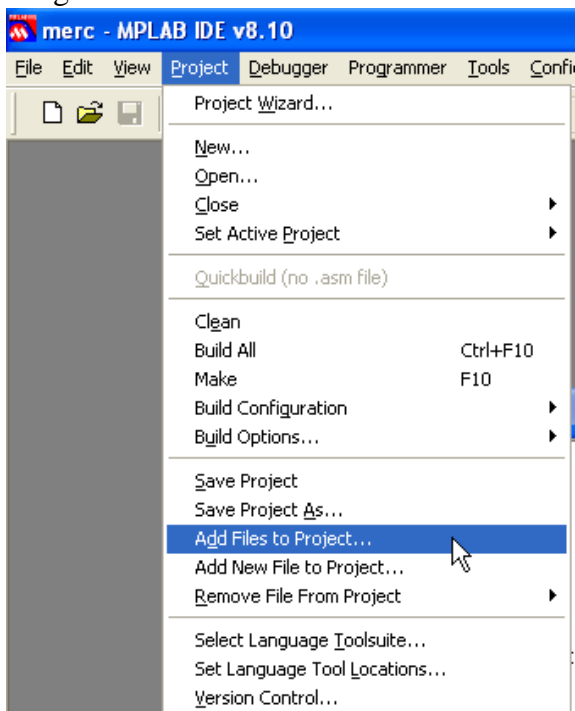 merc - MPLAB IDE v8.10
File Edit View Project Debugger Programmer Tools
Project Wizard...
New...
Open...
Close
Set Active Project
Quickbuild (no .asm file)
Clean
Build All Ctrl+F10
Make F10
Build Configuration
Build Options...
Save Project
Save Project As...
Add Files to Project...
Add New File to Project...
Remove File From Project
Select Language Toolsuite...
Set Language Tool Locations...
Version Control...